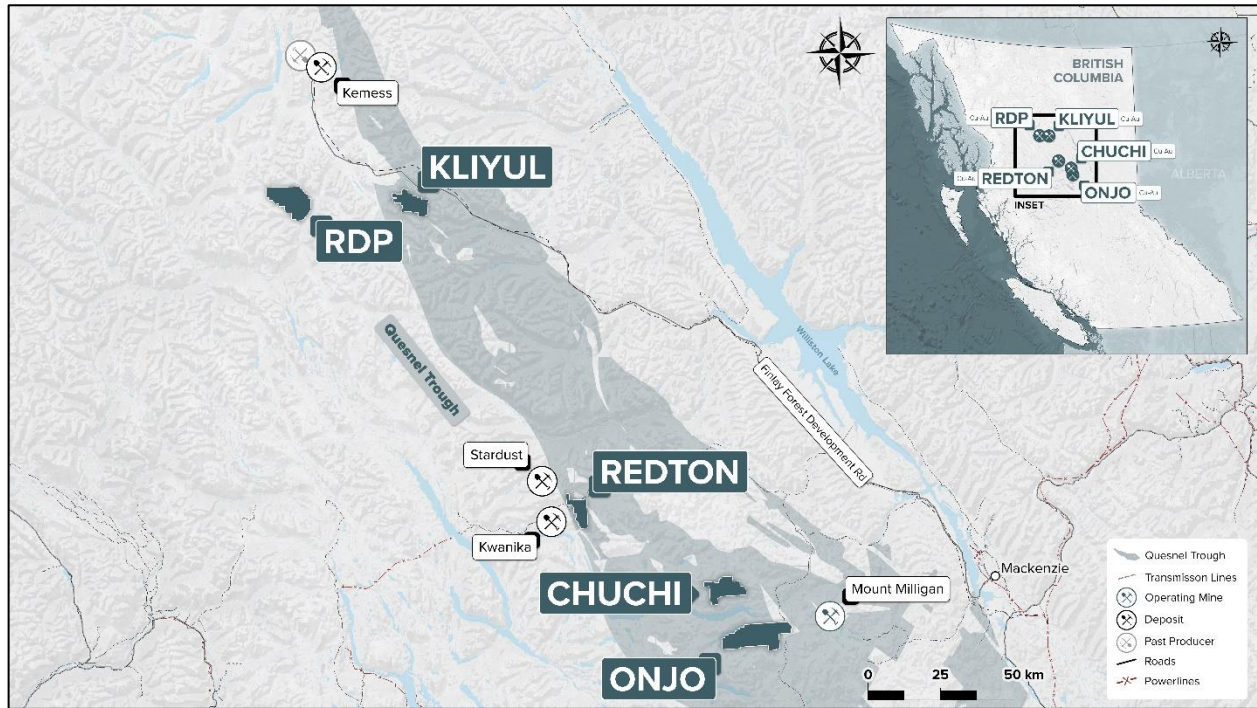 Kemess
KLIYUL
RDP
Quesnel Trough
Williston Lake
Finlay Forest Development Rd
Stardust
REDTON
Kwanika
CHUCHI
Mount Milligan
Mackenzie
ONJO
0 25 50 km
BRITISH
COLUMBIA
Cu-Au RDP KLIYUL Cu-Au
CHUCHI Cu-Au
Cu-Au REDTON
ALBERTA
ONJO Cu-Au
INSET
Quesnel Trough
Transmisson Lines
Operating Mine
Deposit
Past Producer
Roads
Powerlines